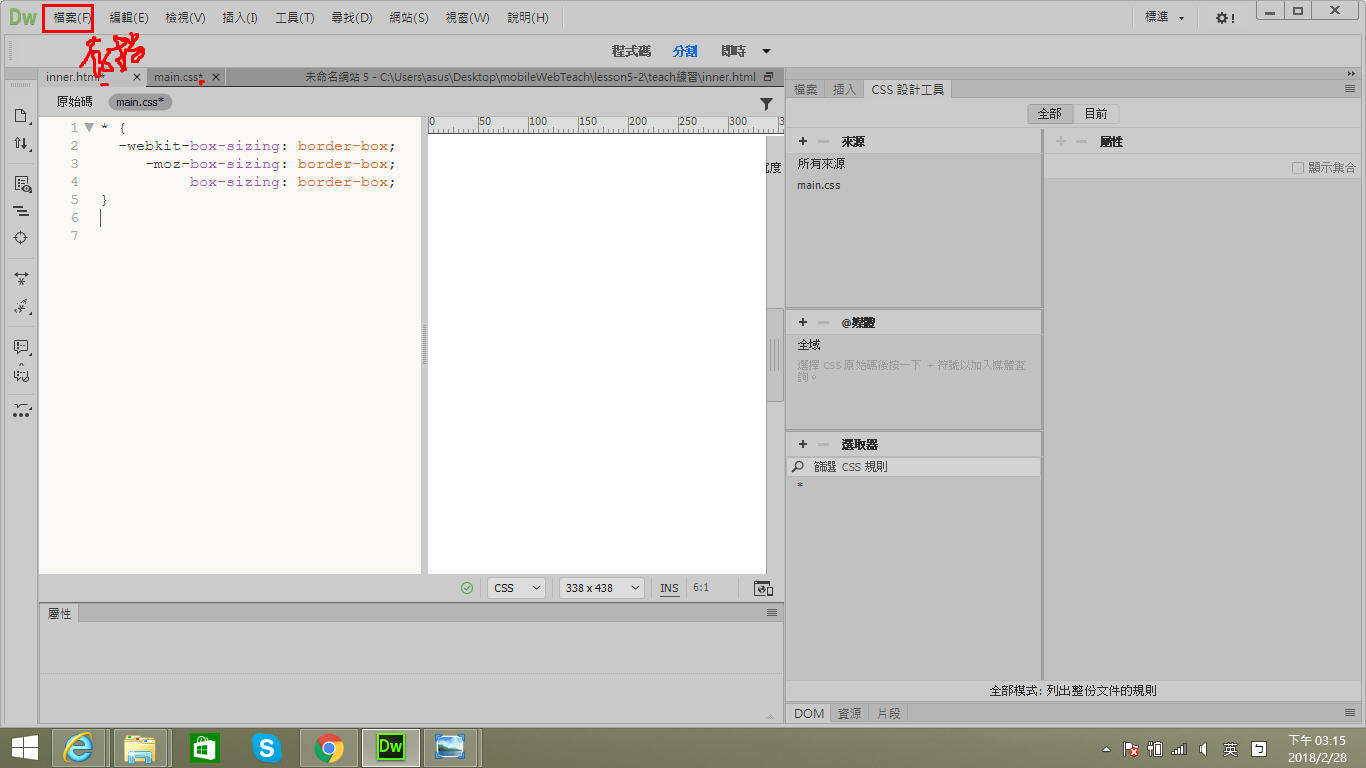 Dw 檔案(F) 編輯(E) 檢視(V) 插入(I) 工具(T) 尋找(D) 網站(S) 視窗(W) 說明(H) 標準
存檔
程式碼 分割 即時
inner.html* main.css* 未命名網站 5 - C:\Users\asus\Desktop\mobileWebTeach\lesson5-2\teach練習\inner.html
原始碼 main.css*
1 * {
2 -webkit-box-sizing: border-box;
3 -moz-box-sizing: border-box;
4 box-sizing: border-box;
5 }
6
7
0 50 100 150 200 250 300
度
CSS 338 x 438 INS 6:1
屬性
檔案 插入 CSS 設計工具
全部 目前
+ − 來源
所有來源
main.css
+ − 屬性
顯示集合
+ − @媒體
全域
選擇 CSS 原始碼後按一下 + 符號以加入媒體查
詢。
+ − 選取器
篩選 CSS 規則
*
全部模式: 列出整份文件的規則
DOM 資源 片段
Dw
英
下午 03:15
2018/2/28